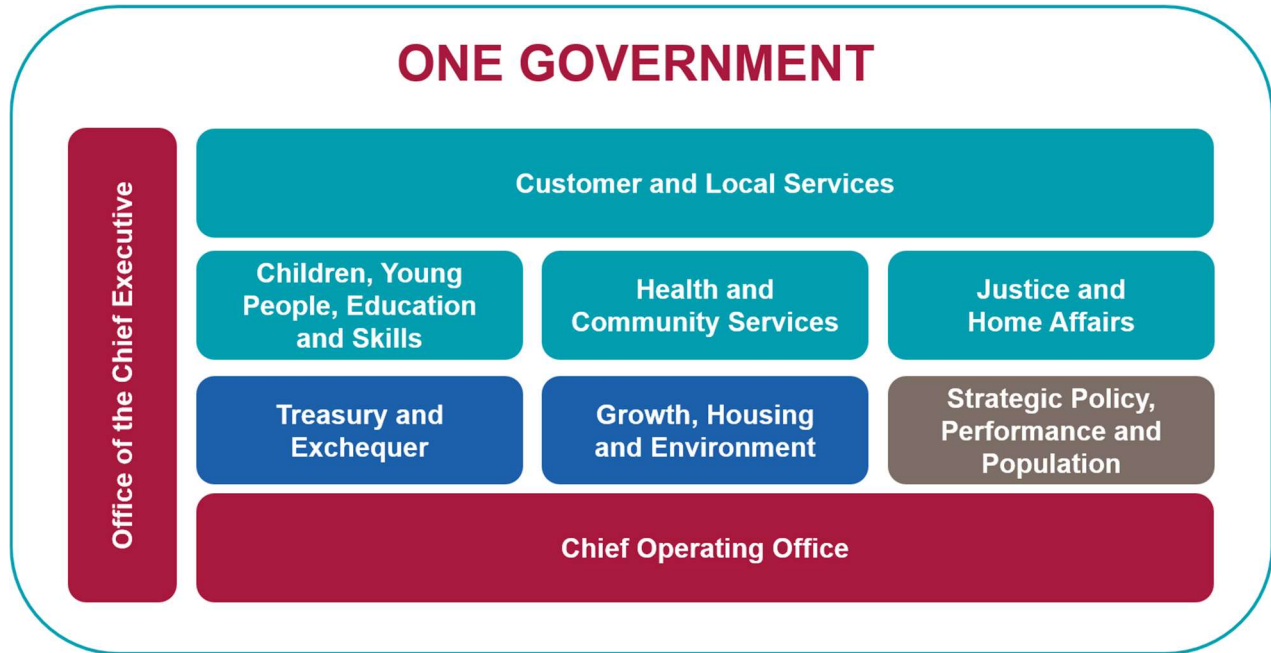 ONE GOVERNMENT
Office of the Chief Executive
Customer and Local Services
Children, Young
People, Education
and Skills
Health and
Community Services
Justice and
Home Affairs
Treasury and
Exchequer
Growth, Housing
and Environment
Strategic Policy,
Performance and
Population
Chief Operating Office